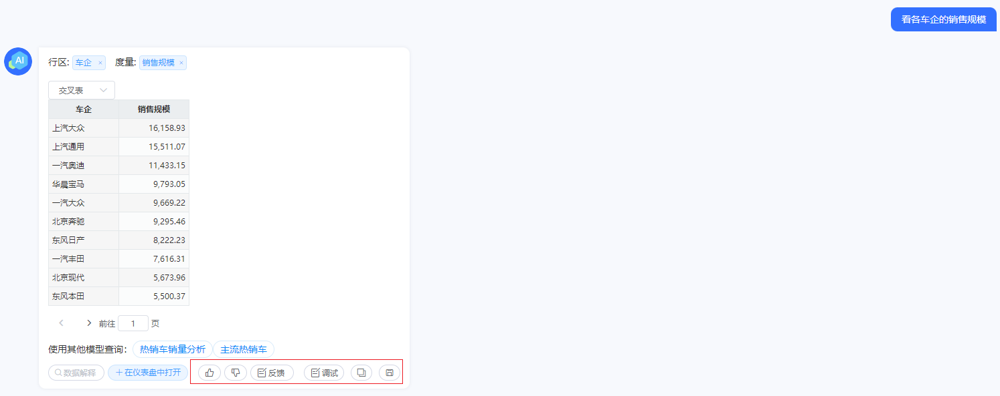 看各车企的销售规模
AI
行区: 车企 × 度量: 销售规模 ×
交叉表
车企 销售规模
上汽大众 16,158.93
上汽通用 15,511.07
一汽奥迪 11,433.15
华晨宝马 9,793.05
一汽大众 9,669.22
北京奔驰 9,295.46
东风日产 8,222.23
一汽丰田 7,616.31
北京现代 5,673.96
东风本田 5,500.37
前往 1 页
使用其他模型查询: 热销车销量分析 主流热销车
数据解释 +在仪表盘中打开 反馈 调试